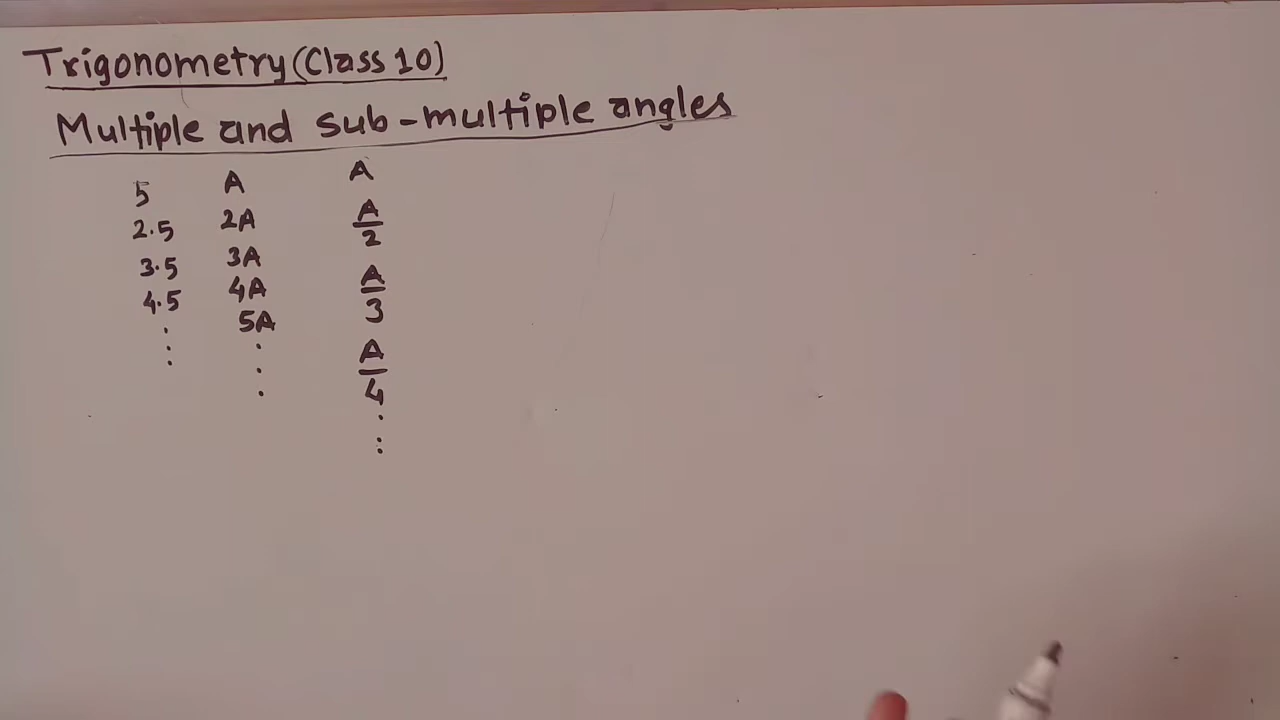 Trigonometry (Class 10)
Multiple and sub-multiple angles
5 A A
2.5 2A A/2
3.5 3A A/3
4.5 4A A/4
5A